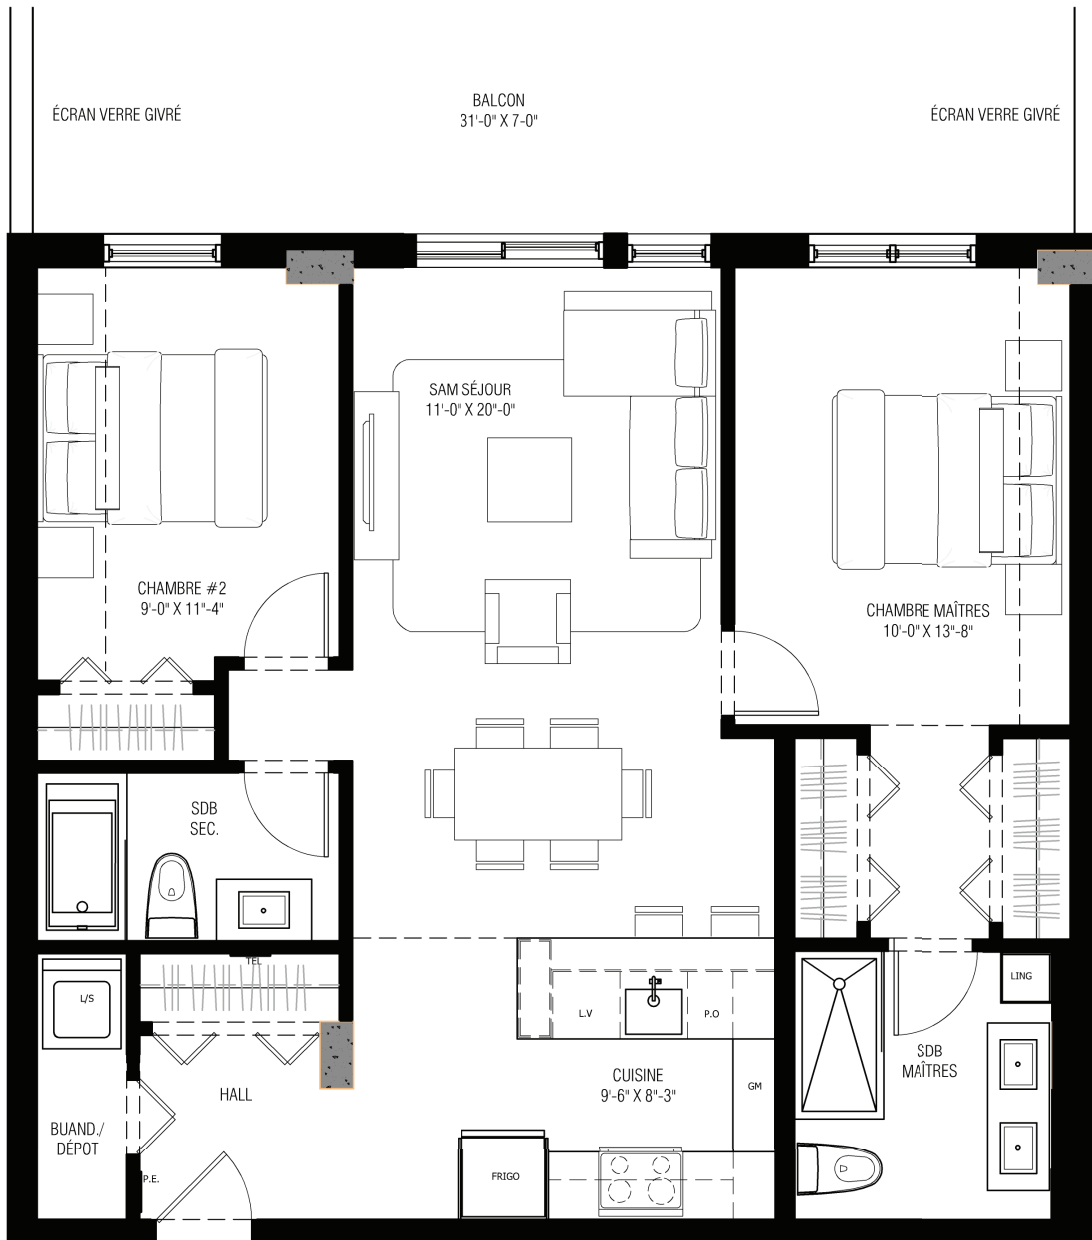 ÉCRAN VERRE GIVRÉ
BALCON
31'-0" X 7-0"
ÉCRAN VERRE GIVRÉ
SAM SÉJOUR
11'-0" X 20"-0"
CHAMBRE #2
9'-0" X 11"-4"
CHAMBRE MAÎTRES
10'-0" X 13"-8"
SDB
SEC.
TEL
L/S
LING
L.V
P.O
SDB
MAÎTRES
CUISINE
9'-6" X 8"-3"
GM
HALL
BUAND./
DÉPOT
P.E.
FRIGO